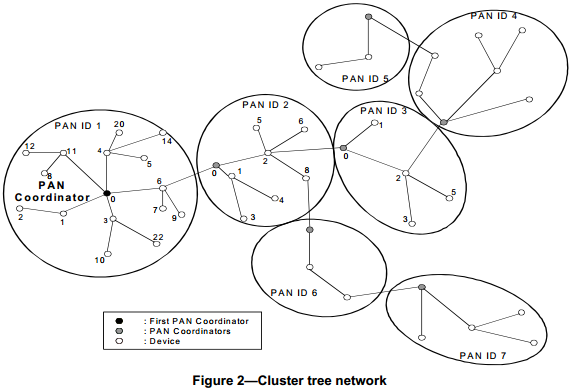 PAN ID 4
PAN ID 5
PAN ID 2
PAN ID 3
PAN ID 1
20
5
6
1
14
12
11
4
5
2
0
8
8
0
1
6
2
PAN
Coordinator
0
4
5
2
1
3
7
9
3
3
22
10
PAN ID 6
: First PAN Coordinator
: PAN Coordinators
: Device
PAN ID 7
Figure 2—Cluster tree network